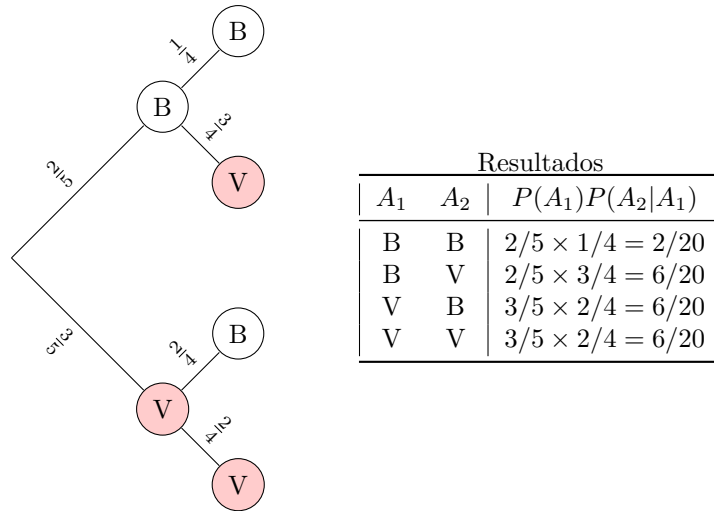 B
1/4
B
3/4
2/5
V
Resultados
A₁ A₂ P(A₁)P(A₂|A₁)
B B 2/5 × 1/4 = 2/20
B V 2/5 × 3/4 = 6/20
V B 3/5 × 2/4 = 6/20
V V 3/5 × 2/4 = 6/20
3/5
B
2/4
V
2/4
V